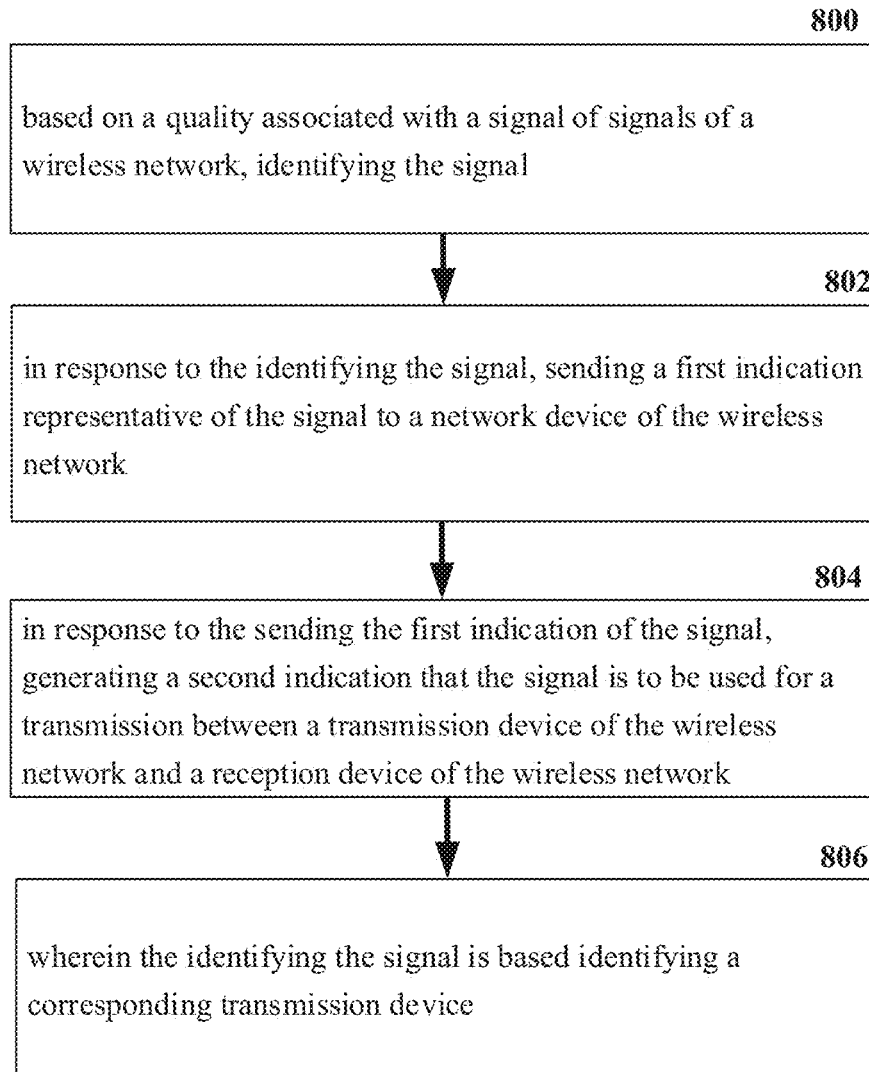 800
based on a quality associated with a signal of signals of a
wireless network, identifying the signal
802
in response to the identifying the signal, sending a first indication
representative of the signal to a network device of the wireless
network
804
in response to the sending the first indication of the signal,
generating a second indication that the signal is to be used for a
transmission between a transmission device of the wireless
network and a reception device of the wireless network
806
wherein the identifying the signal is based identifying a
corresponding transmission device